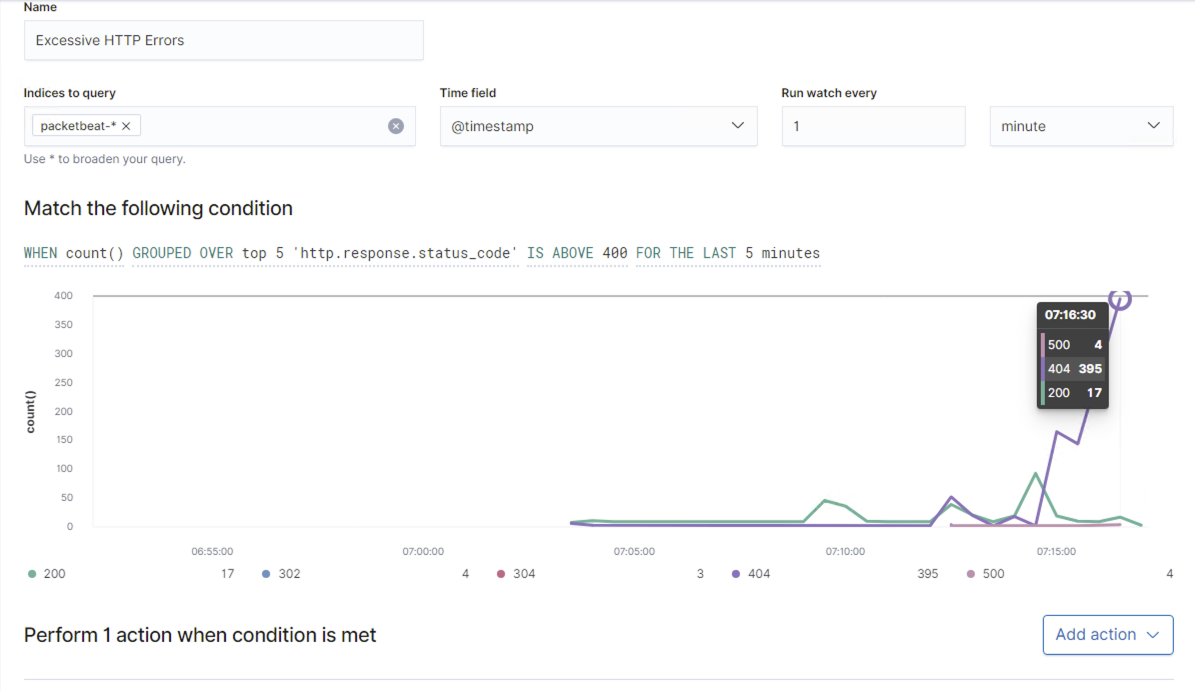 Name
Excessive HTTP Errors
Indices to query
Time field
Run watch every
packetbeat-* ×
@timestamp
1
minute
Use * to broaden your query.
Match the following condition
WHEN count() GROUPED OVER top 5 'http.response.status_code' IS ABOVE 400 FOR THE LAST 5 minutes
400
350
300
250
200
150
100
50
0
count()
07:16:30
500 4
404 395
200 17
06:55:00 07:00:00 07:05:00 07:10:00 07:15:00
200 17 302 4 304 3 404 395 500 4
Perform 1 action when condition is met
Add action